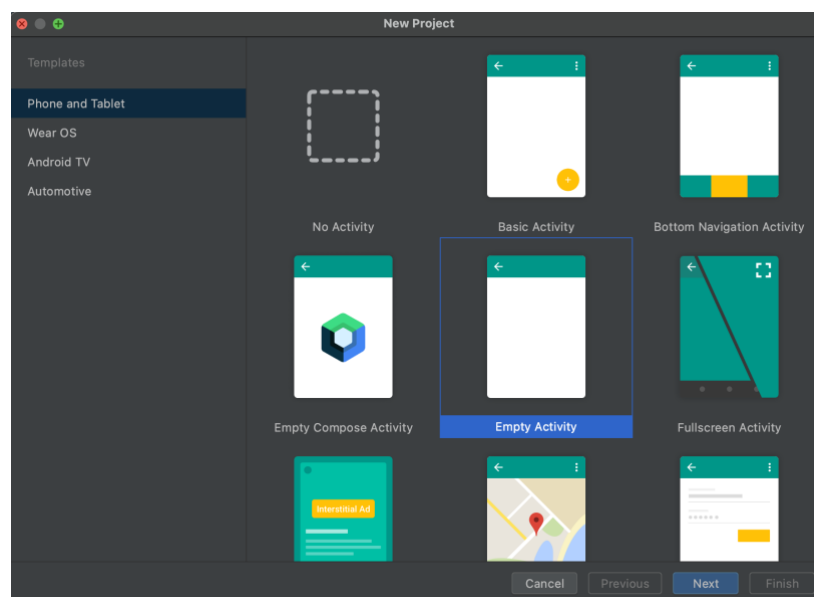 New Project
Templates
Phone and Tablet
Wear OS
Android TV
Automotive
No Activity
Basic Activity
Bottom Navigation Activity
Empty Compose Activity
Empty Activity
Fullscreen Activity
Interstitial Ad
Cancel
Previous
Next
Finish